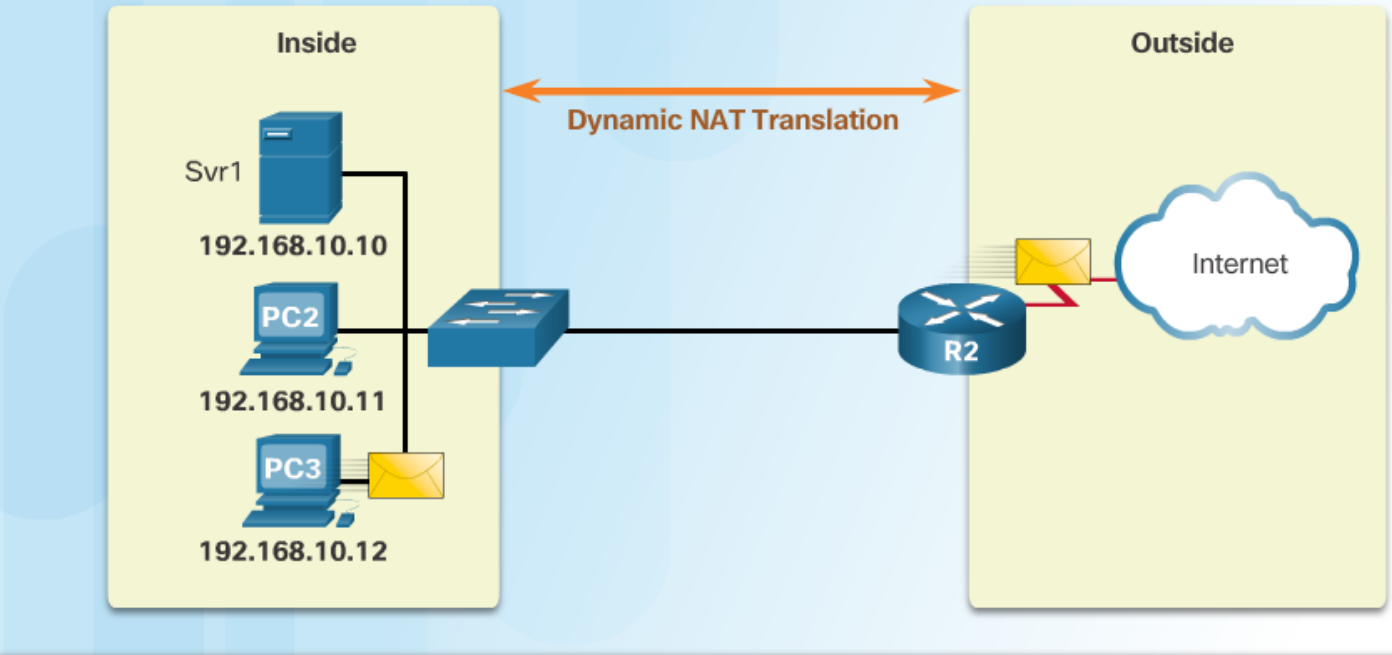 Inside
Outside
Dynamic NAT Translation
Svr1
192.168.10.10
PC2
192.168.10.11
PC3
192.168.10.12
R2
Internet